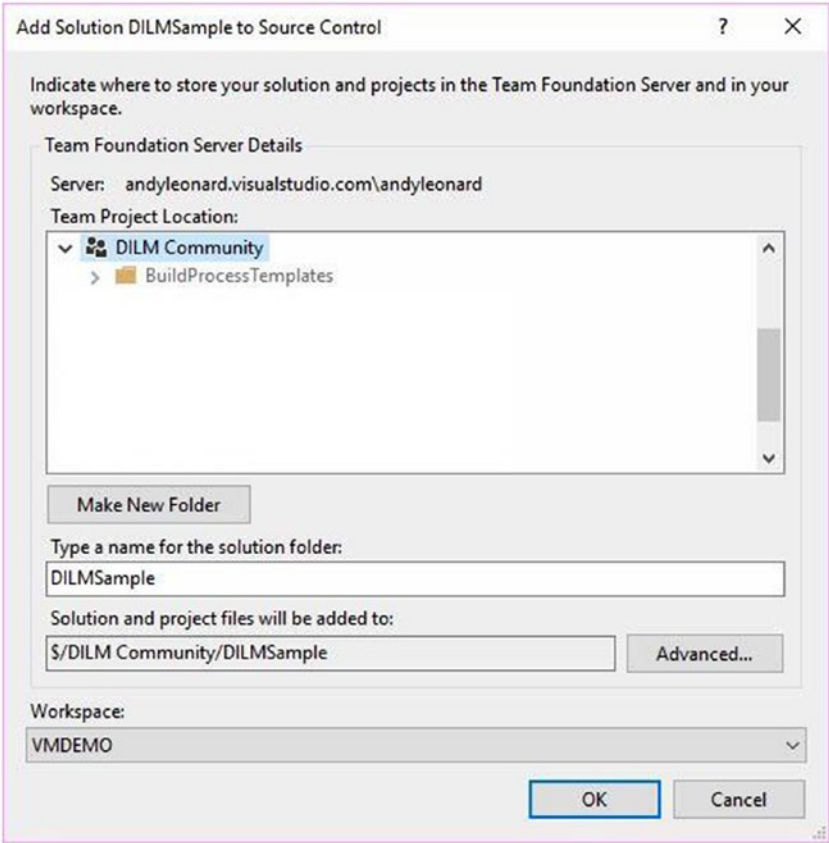 Add Solution DILMSample to Source Control
?
Indicate where to store your solution and projects in the Team Foundation Server and in your
workspace.
Team Foundation Server Details
Server: andyleonard.visualstudio.com\andyleonard
Team Project Location:
DILM Community
BuildProcessTemplates
Make New Folder
Type a name for the solution folder:
DILMSample
Solution and project files will be added to:
$/DILM Community/DILMSample
Advanced...
Workspace:
VMDEMO
OK
Cancel